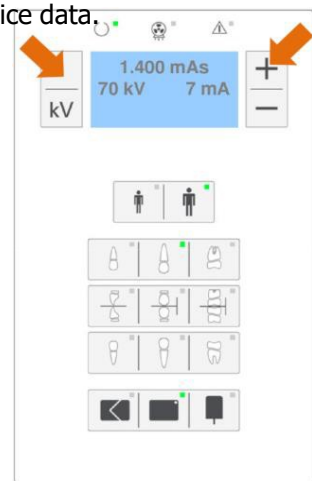 ice data.
1.400 mAs
+
70 kV 7 mA
kV
−